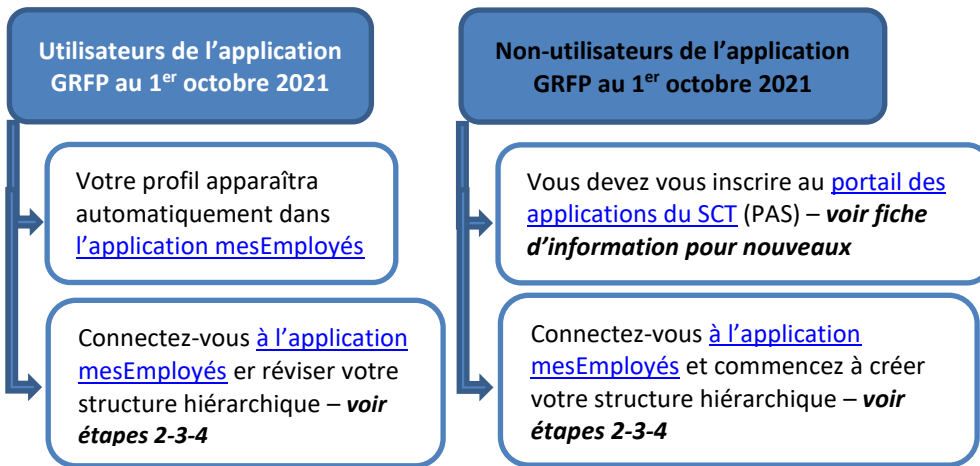 Utilisateurs de l’application
GRFP au 1er octobre 2021
Votre profil apparaîtra
automatiquement dans
l’application mesEmployés
Connectez-vous à l’application
mesEmployés er réviser votre
structure hiérarchique – voir
étapes 2-3-4
Non-utilisateurs de l’application
GRFP au 1er octobre 2021
Vous devez vous inscrire au portail des
applications du SCT (PAS) – voir fiche
d’information pour nouveaux
Connectez-vous à l’application
mesEmployés et commencez à créer
votre structure hiérarchique – voir
étapes 2-3-4